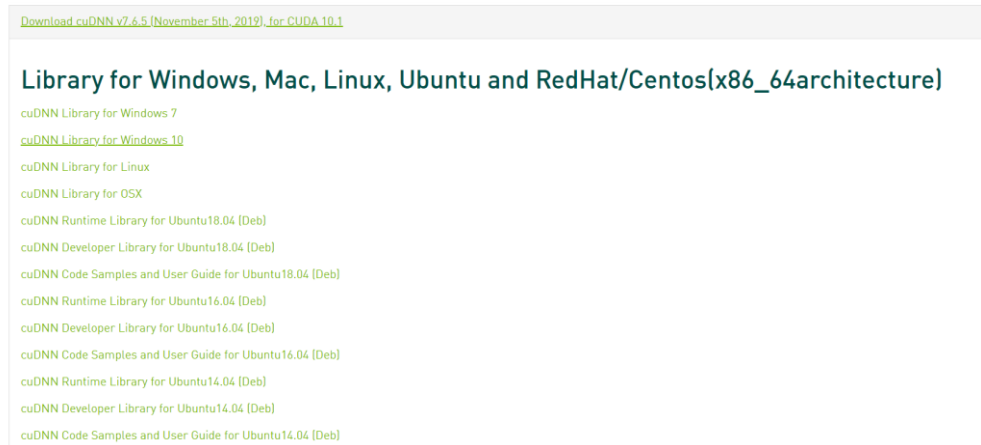 Download cuDNN v7.6.5 (November 5th, 2019), for CUDA 10.1
Library for Windows, Mac, Linux, Ubuntu and RedHat/Centos(x86_64architecture)
cuDNN Library for Windows 7
cuDNN Library for Windows 10
cuDNN Library for Linux
cuDNN Library for OSX
cuDNN Runtime Library for Ubuntu18.04 (Deb)
cuDNN Developer Library for Ubuntu18.04 (Deb)
cuDNN Code Samples and User Guide for Ubuntu18.04 (Deb)
cuDNN Runtime Library for Ubuntu16.04 (Deb)
cuDNN Developer Library for Ubuntu16.04 (Deb)
cuDNN Code Samples and User Guide for Ubuntu16.04 (Deb)
cuDNN Runtime Library for Ubuntu14.04 (Deb)
cuDNN Developer Library for Ubuntu14.04 (Deb)
cuDNN Code Samples and User Guide for Ubuntu14.04 (Deb)